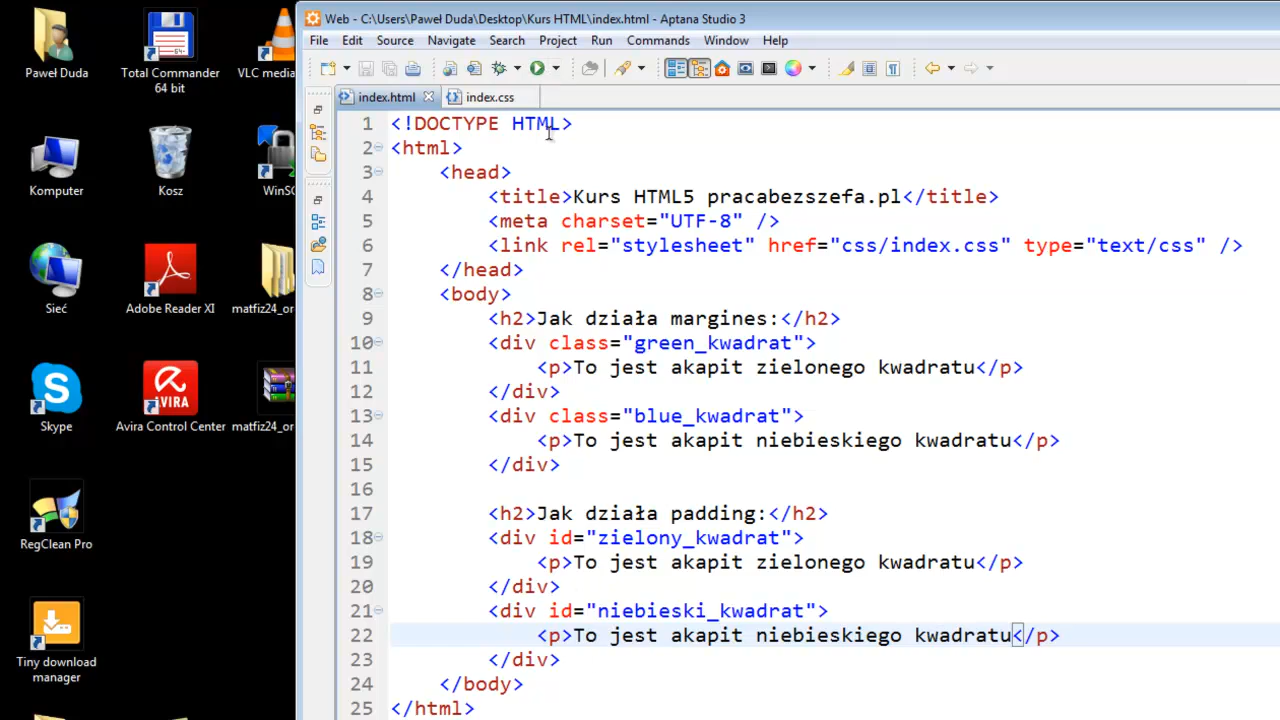 Web - C:\Users\Paweł Duda\Desktop\Kurs HTML\index.html - Aptana Studio 3
File Edit Source Navigate Search Project Run Commands Window Help
index.html index.css
1 <!DOCTYPE HTML>
2 <html>
3 <head>
4 <title>Kurs HTML5 pracabezszefa.pl</title>
5 <meta charset="UTF-8" />
6 <link rel="stylesheet" href="css/index.css" type="text/css" />
7 </head>
8 <body>
9 <h2>Jak działa margines:</h2>
10 <div class="green_kwadrat">
11 <p>To jest akapit zielonego kwadratu</p>
12 </div>
13 <div class="blue_kwadrat">
14 <p>To jest akapit niebieskiego kwadratu</p>
15 </div>
16
17 <h2>Jak działa padding:</h2>
18 <div id="zielony_kwadrat">
19 <p>To jest akapit zielonego kwadratu</p>
20 </div>
21 <div id="niebieski_kwadrat">
22 <p>To jest akapit niebieskiego kwadratu</p>
23 </div>
24 </body>
25 </html>
Paweł Duda
Total Commander
64 bit
VLC media
Komputer
Kosz
WinSC
Sieć
Adobe Reader XI
matfiz24_or
Skype
AVIRA
Avira Control Center
matfiz24_or
RegClean Pro
Tiny download
manager